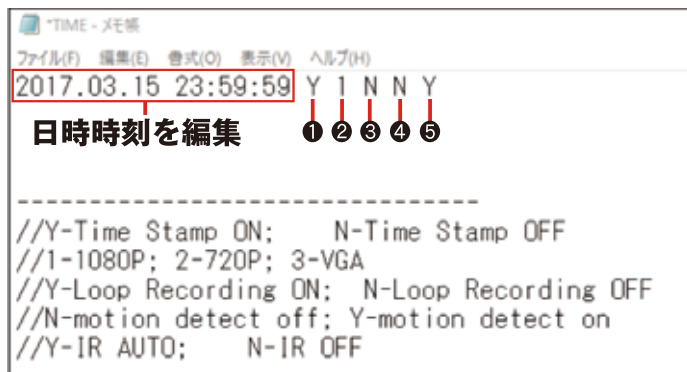 *TIME - メモ帳
ファイル(F) 編集(E) 書式(O) 表示(V) ヘルプ(H)
2017.03.15 23:59:59 Y 1 N N Y
日時時刻を編集 ❶ ❷ ❸ ❹ ❺
---------------------------------
//Y-Time Stamp ON; N-Time Stamp OFF
//1-1080P; 2-720P; 3-VGA
//Y-Loop Recording ON; N-Loop Recording OFF
//N-motion detect off; Y-motion detect on
//Y-IR AUTO; N-IR OFF